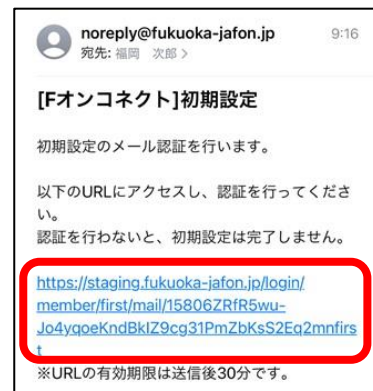 noreply@fukuoka-jafon.jp 9:16
宛先: 福岡 次郎 >
[Fオンコネクト]初期設定
初期設定のメール認証を行います。
以下のURLにアクセスし、認証を行ってくださ
い。
認証を行わないと、初期設定は完了しません。
https://staging.fukuoka-jafon.jp/login/
member/first/mail/15806ZRfR5wu-
Jo4yqoeKndBkIZ9cg31PmZbKsS2Eq2mnfirs
t
※URLの有効期限は送信後30分です。